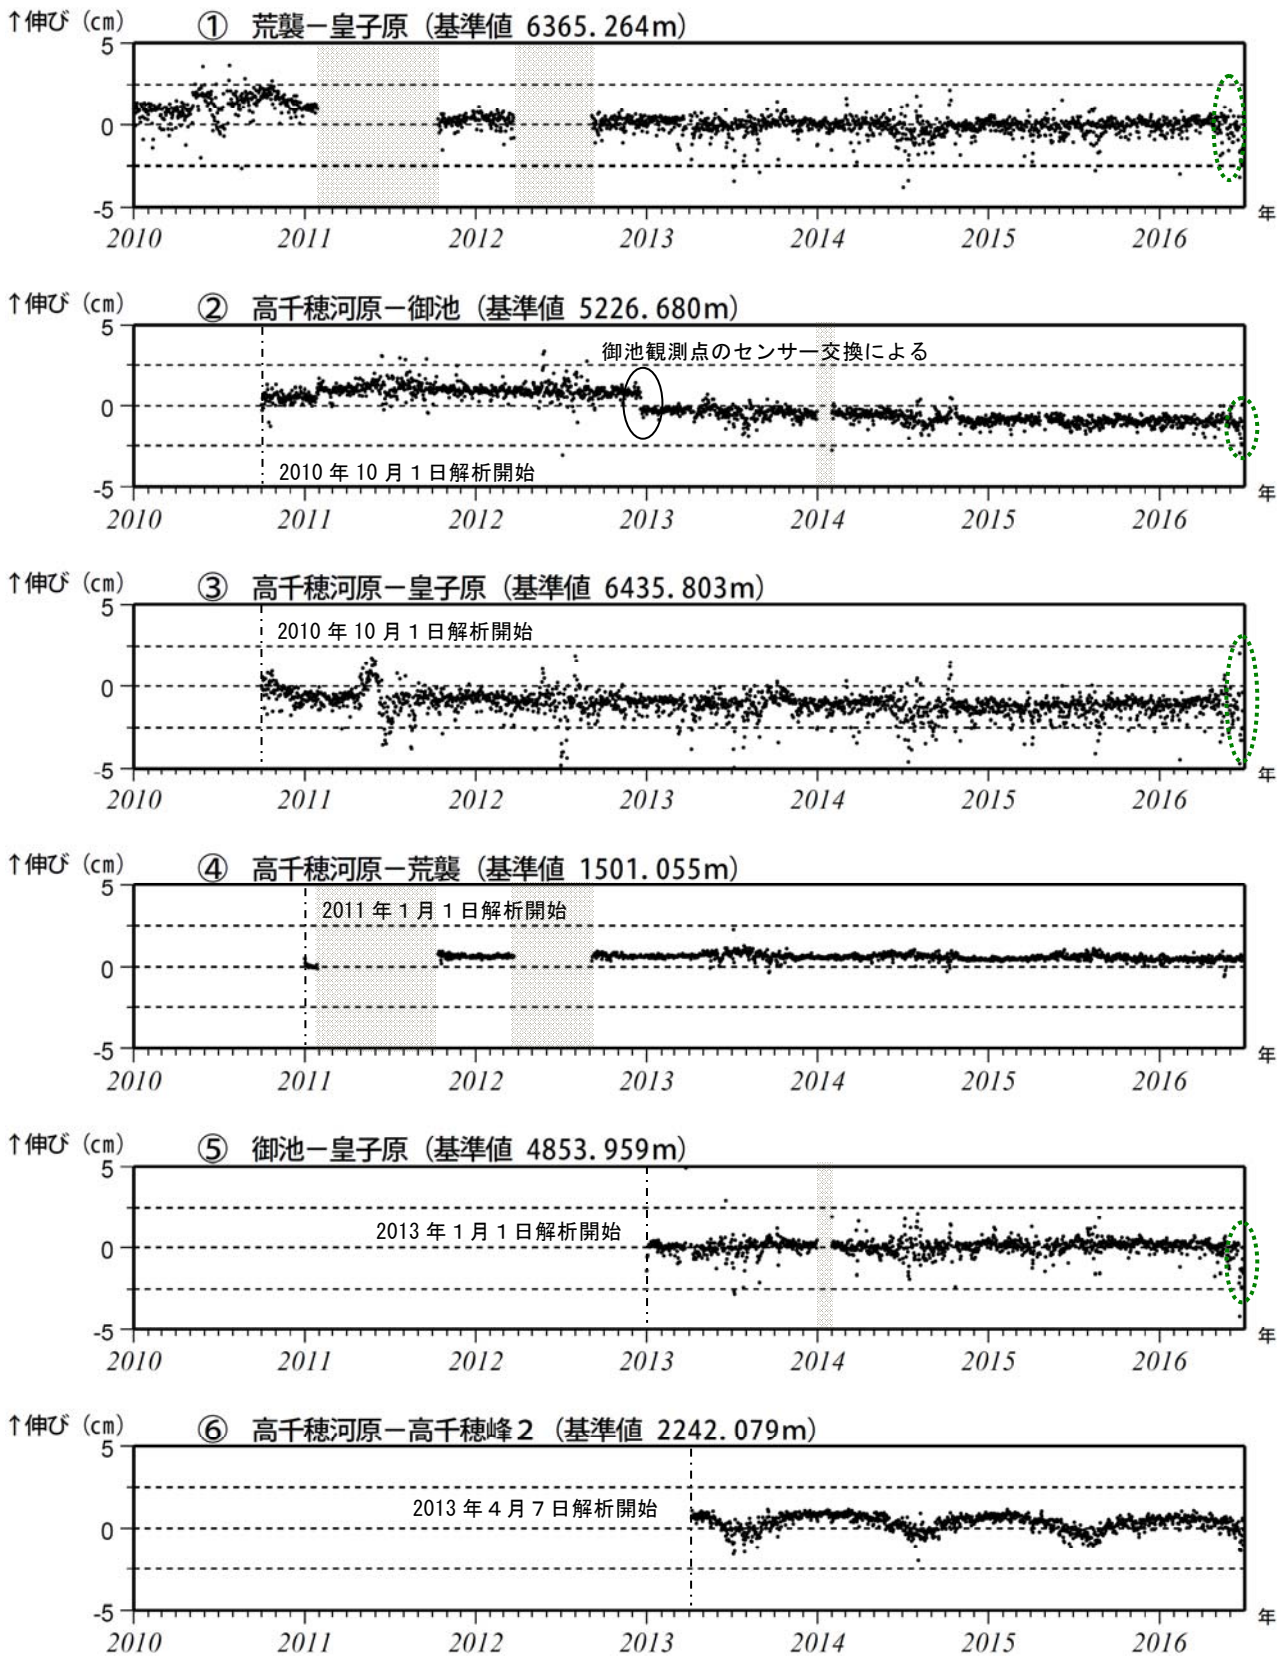 ↑伸び（cm） ① 荒襲－皇子原（基準値 6365.264m）
5
0
-5
2010 2011 2012 2013 2014 2015 2016 年
↑伸び（cm） ② 高千穂河原－御池（基準値 5226.680m）
5
御池観測点のセンサー交換による
0
2010 年 10 月 1 日解析開始
-5
2010 2011 2012 2013 2014 2015 2016 年
↑伸び（cm） ③ 高千穂河原－皇子原（基準値 6435.803m）
5
2010 年 10 月 1 日解析開始
0
-5
2010 2011 2012 2013 2014 2015 2016 年
↑伸び（cm） ④ 高千穂河原－荒襲（基準値 1501.055m）
5
2011 年 1 月 1 日解析開始
0
-5
2010 2011 2012 2013 2014 2015 2016 年
↑伸び（cm） ⑤ 御池－皇子原（基準値 4853.959m）
5
2013 年 1 月 1 日解析開始
0
-5
2010 2011 2012 2013 2014 2015 2016 年
↑伸び（cm） ⑥ 高千穂河原－高千穂峰２（基準値 2242.079m）
5
2013 年 4 月 7 日解析開始
0
-5
2010 2011 2012 2013 2014 2015 2016 年